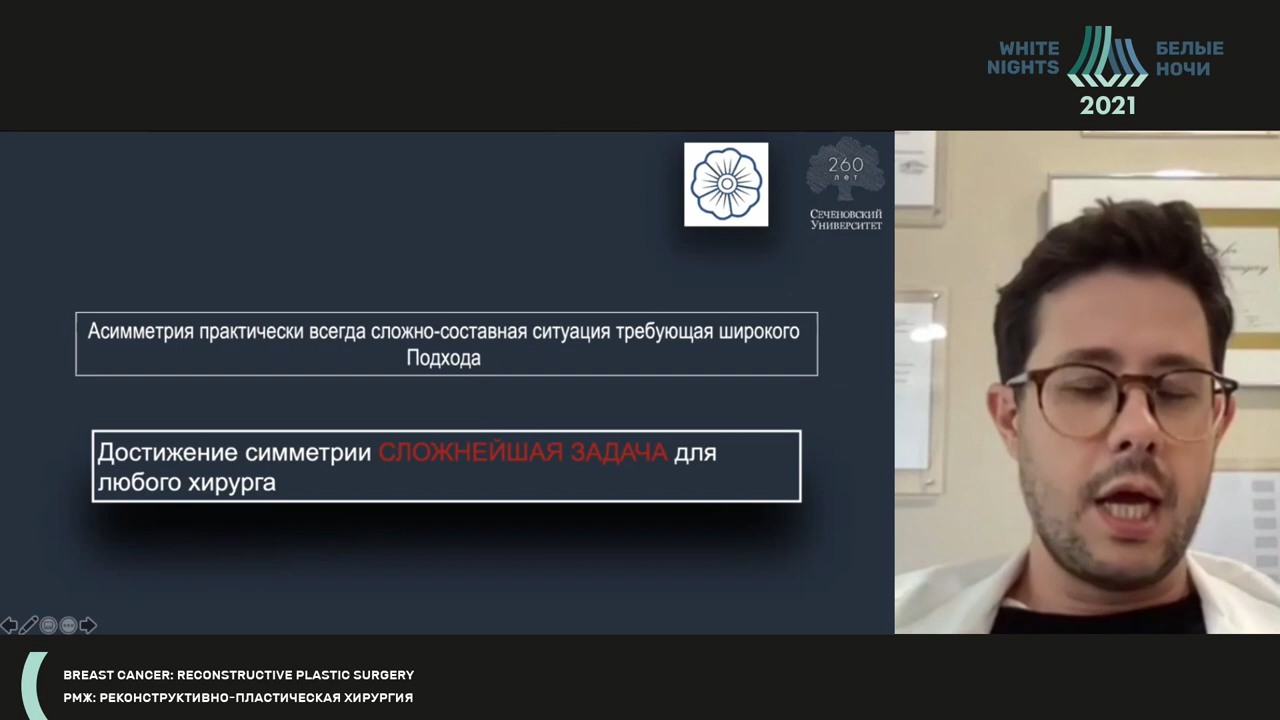 WHITE
NIGHTS
БЕЛЫЕ
НОЧИ
2021
260
лет
Сеченовский
Университет
Асимметрия практически всегда сложно-составная ситуация требующая широкого
Подхода
Достижение симметрии СЛОЖНЕЙШАЯ ЗАДАЧА для
любого хирурга
BREAST CANCER: RECONSTRUCTIVE PLASTIC SURGERY
РМЖ: РЕКОНСТРУКТИВНО-ПЛАСТИЧЕСКАЯ ХИРУРГИЯ